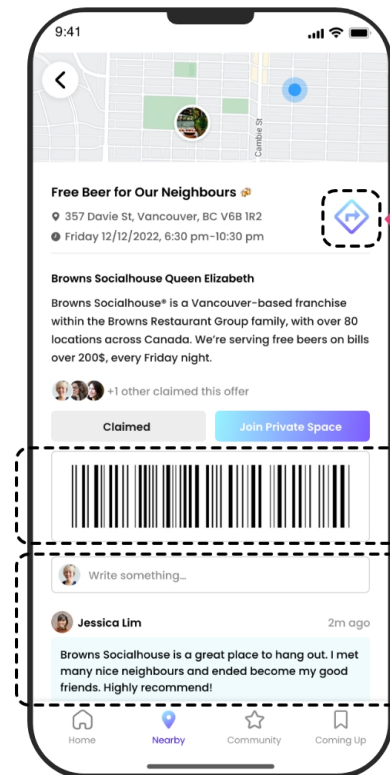 9:41
Cambie St
Free Beer for Our Neighbours 🍻
357 Davie St, Vancouver, BC V6B 1R2
Friday 12/12/2022, 6:30 pm-10:30 pm
Browns Socialhouse Queen Elizabeth
Browns Socialhouse® is a Vancouver-based franchise
within the Browns Restaurant Group family, with over 80
locations across Canada. We’re serving free beers on bills
over 200$, every Friday night.
+1 other claimed this offer
Claimed
Join Private Space
Write something...
Jessica Lim
2m ago
Browns Socialhouse is a great place to hang out. I met
many nice neighbours and ended become my good
friends. Highly recommend!
Home
Nearby
Community
Coming Up